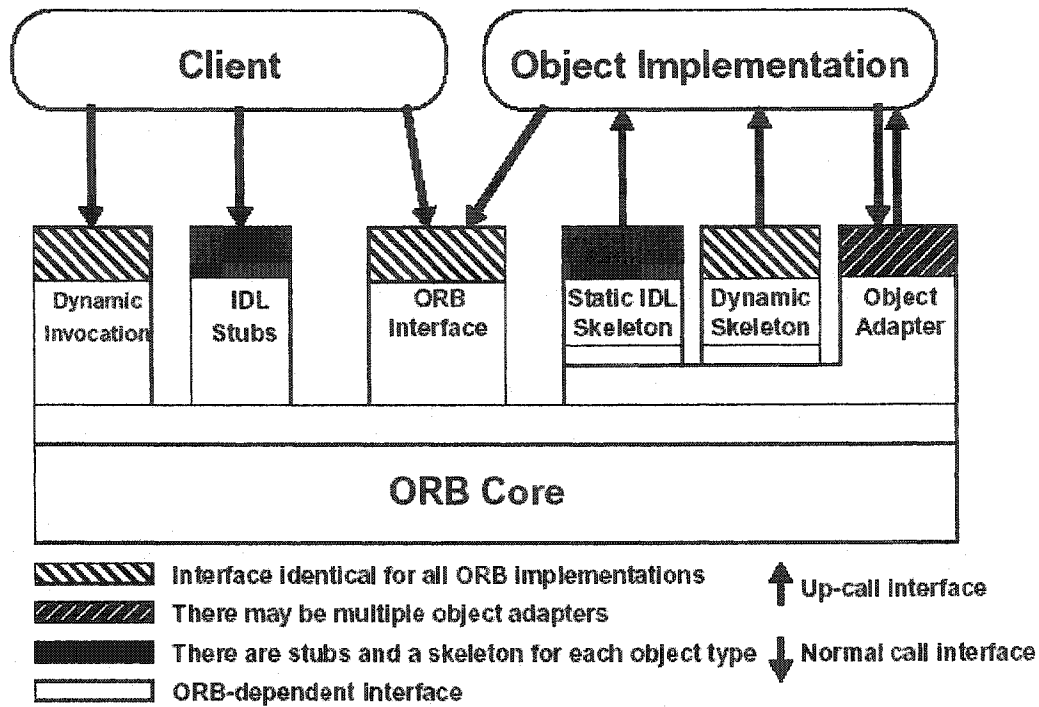 Client
Object Implementation
Dynamic
Invocation
IDL
Stubs
ORB
Interface
Static IDL
Skeleton
Dynamic
Skeleton
Object
Adapter
ORB Core
Interface identical for all ORB implementations
There may be multiple object adapters
There are stubs and a skeleton for each object type
ORB-dependent interface
Up-call interface
Normal call interface